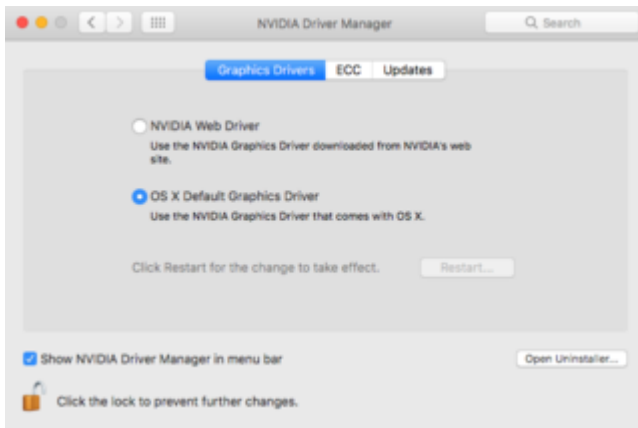 NVIDIA Driver Manager
Search
Graphics Drivers ECC Updates
NVIDIA Web Driver
Use the NVIDIA Graphics Driver downloaded from NVIDIA's web
site.
OS X Default Graphics Driver
Use the NVIDIA Graphics Driver that comes with OS X.
Click Restart for the change to take effect. Restart...
Show NVIDIA Driver Manager in menu bar
Open Uninstaller...
Click the lock to prevent further changes.